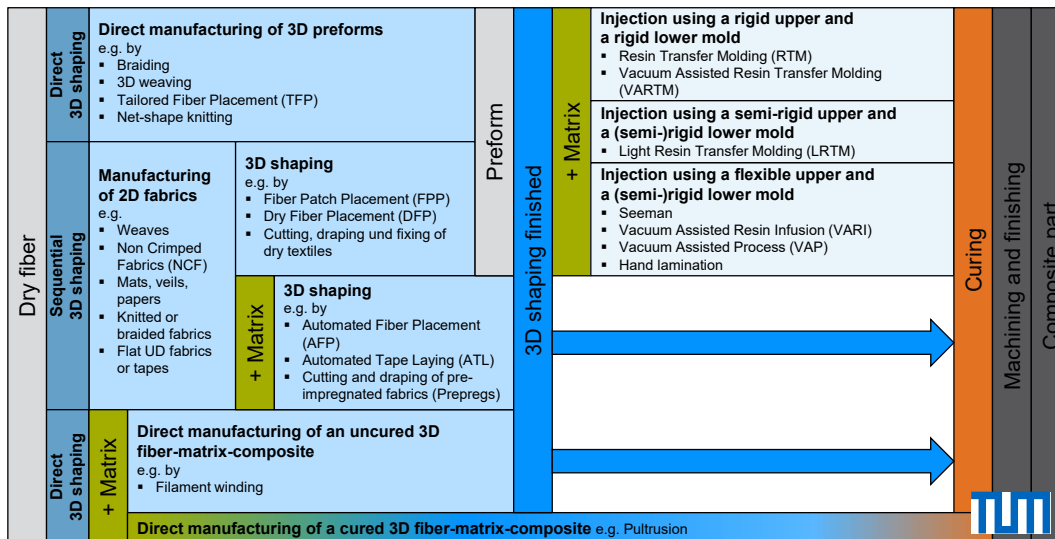 Dry fiber
Direct
3D shaping
Direct manufacturing of 3D preforms
e.g. by
▪ Braiding
▪ 3D weaving
▪ Tailored Fiber Placement (TFP)
▪ Net-shape knitting
Sequential
3D shaping
Manufacturing
of 2D fabrics
e.g.
▪ Weaves
▪ Non Crimped
Fabrics (NCF)
▪ Mats, veils,
papers
▪ Knitted or
braided fabrics
▪ Flat UD fabrics
or tapes
3D shaping
e.g. by
▪ Fiber Patch Placement (FPP)
▪ Dry Fiber Placement (DFP)
▪ Cutting, draping und fixing of
dry textiles
Preform
+ Matrix
3D shaping
e.g. by
▪ Automated Fiber Placement
(AFP)
▪ Automated Tape Laying (ATL)
▪ Cutting and draping of pre-
impregnated fabrics (Prepregs)
Direct
3D shaping
+ Matrix
Direct manufacturing of an uncured 3D
fiber-matrix-composite
e.g. by
▪ Filament winding
Direct manufacturing of a cured 3D fiber-matrix-composite e.g. Pultrusion
3D shaping finished
+ Matrix
Injection using a rigid upper and
a rigid lower mold
▪ Resin Transfer Molding (RTM)
▪ Vacuum Assisted Resin Transfer Molding
(VARTM)
Injection using a semi-rigid upper and
a (semi-)rigid lower mold
▪ Light Resin Transfer Molding (LRTM)
Injection using a flexible upper and
a (semi-)rigid lower mold
▪ Seeman
▪ Vacuum Assisted Resin Infusion (VARI)
▪ Vacuum Assisted Process (VAP)
▪ Hand lamination
Curing
Machining and finishing
Composite part
TUM